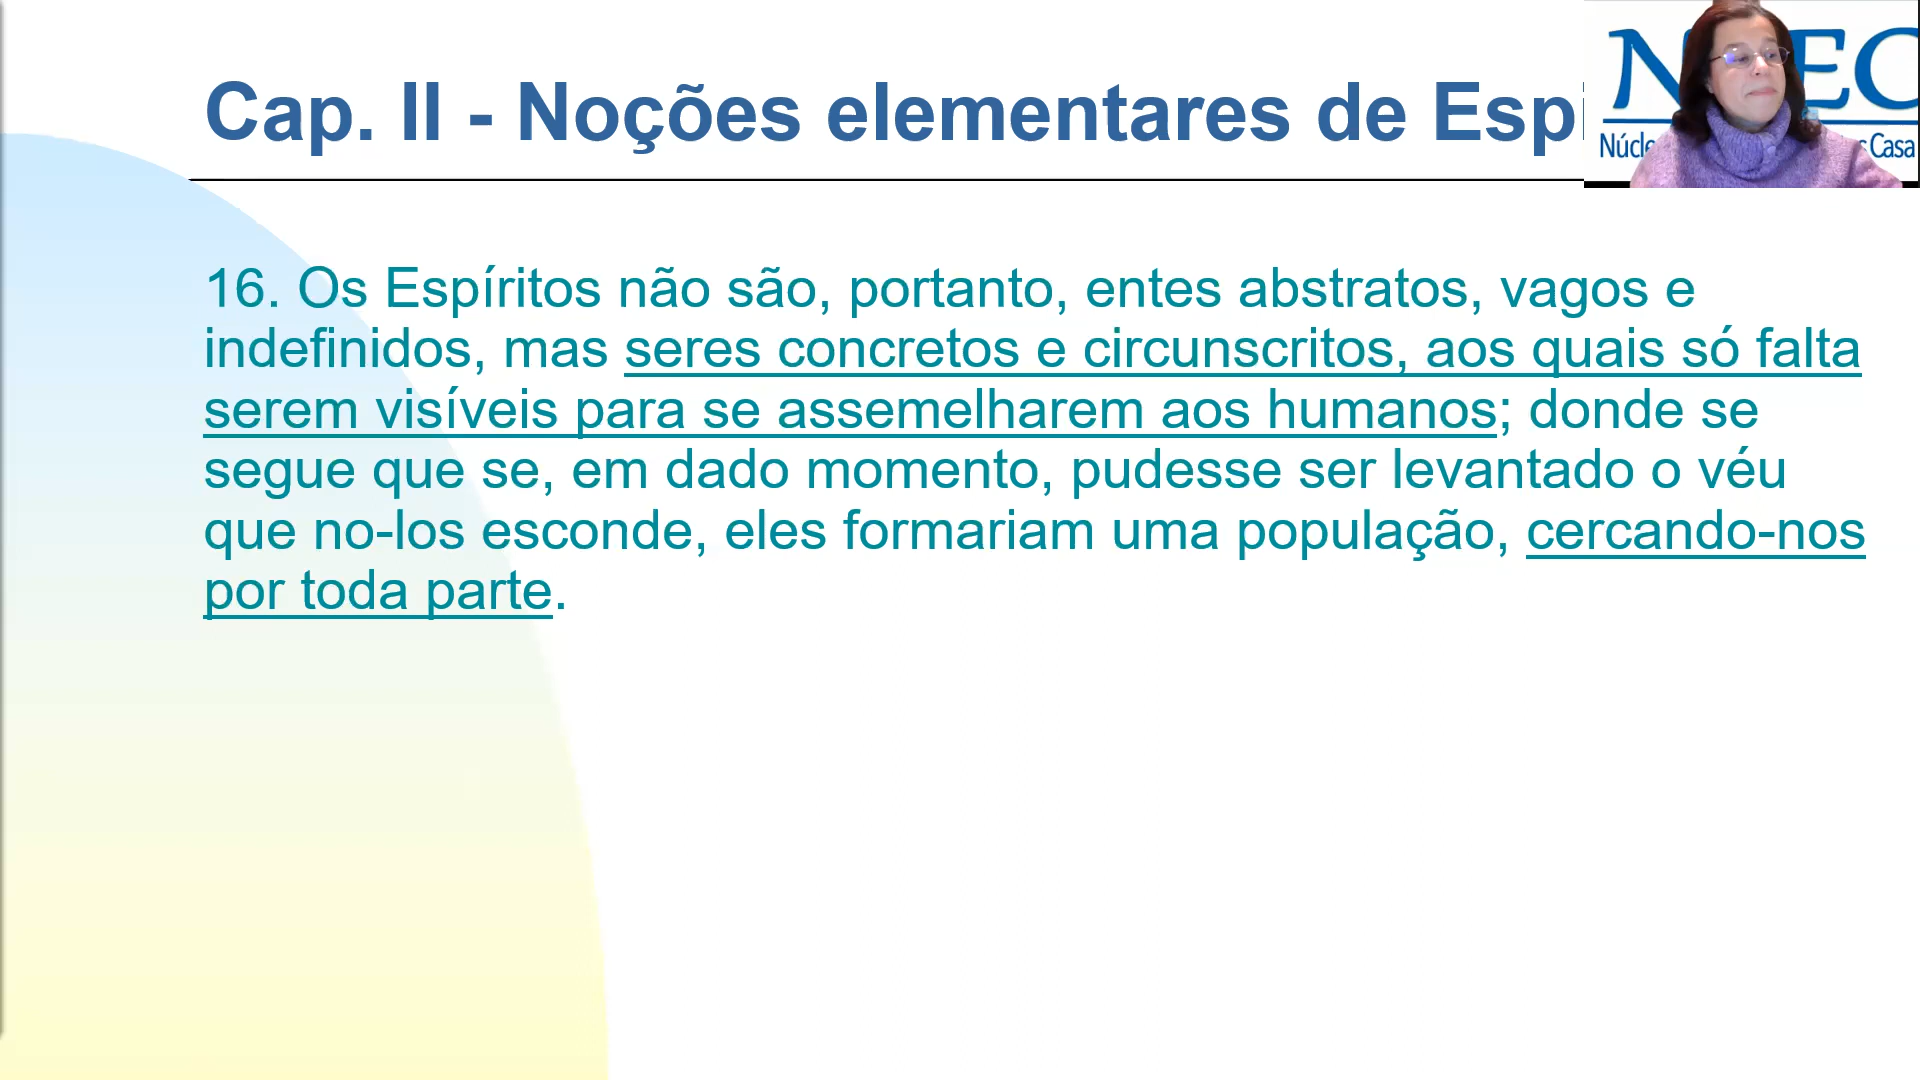 Cap. II - Noções elementares de Esp
16. Os Espíritos não são, portanto, entes abstratos, vagos e
indefinidos, mas seres concretos e circunscritos, aos quais só falta
serem visíveis para se assemelharem aos humanos; donde se
segue que se, em dado momento, pudesse ser levantado o véu
que no-los esconde, eles formariam uma população, cercando-nos
por toda parte.
Casa